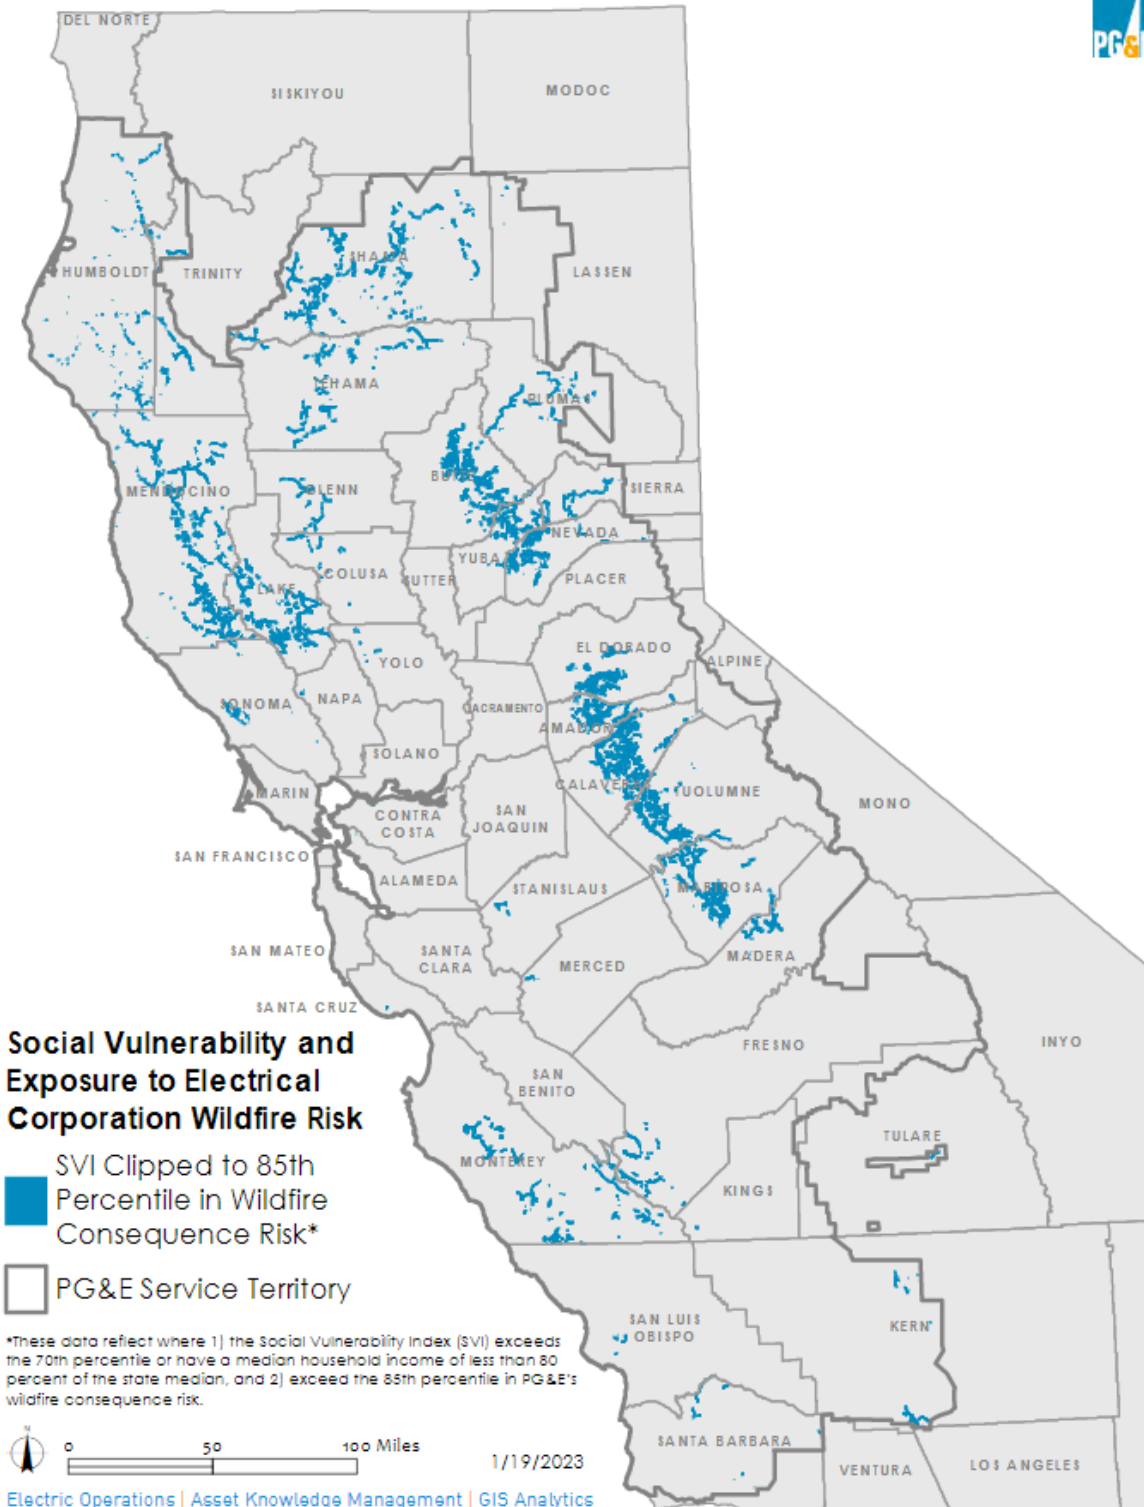 DEL NORTE
PG&E
SISKIYOU
MODOC
SHASTA
HUMBOLDT
TRINITY
LASSEN
TEHAMA
PLUMAS
BUTTE
MENDOCINO
GLENN
SIERRA
NEVADA
YUBA
COLUSA
SUTTER
PLACER
LAKE
EL DORADO
YOLO
ALPINE
SONOMA
NAPA
SACRAMENTO
AMADOR
SOLANO
CALAVERAS
TUOLUMNE
MARIN
MONO
CONTRA
COSTA
SAN
JOAQUIN
SAN FRANCISCO
ALAMEDA
STANISLAUS
MARIPOSA
SAN MATEO
SANTA
CLARA
MERCED
MADERA
SANTA CRUZ
FRESNO
INYO
SAN
BENITO
TULARE
MONTEREY
KINGS
SAN LUIS
OBISPO
KERN
SANTA BARBARA
VENTURA
LOS ANGELES
Social Vulnerability and
Exposure to Electrical
Corporation Wildfire Risk
SVI Clipped to 85th
Percentile in Wildfire
Consequence Risk*
PG&E Service Territory
*These data reflect where 1) the Social Vulnerability Index (SVI) exceeds
the 70th percentile or have a median household income of less than 80
percent of the state median, and 2) exceed the 85th percentile in PG&E's
wildfire consequence risk.
N
0 50 100 Miles
1/19/2023
Electric Operations | Asset Knowledge Management | GIS Analytics